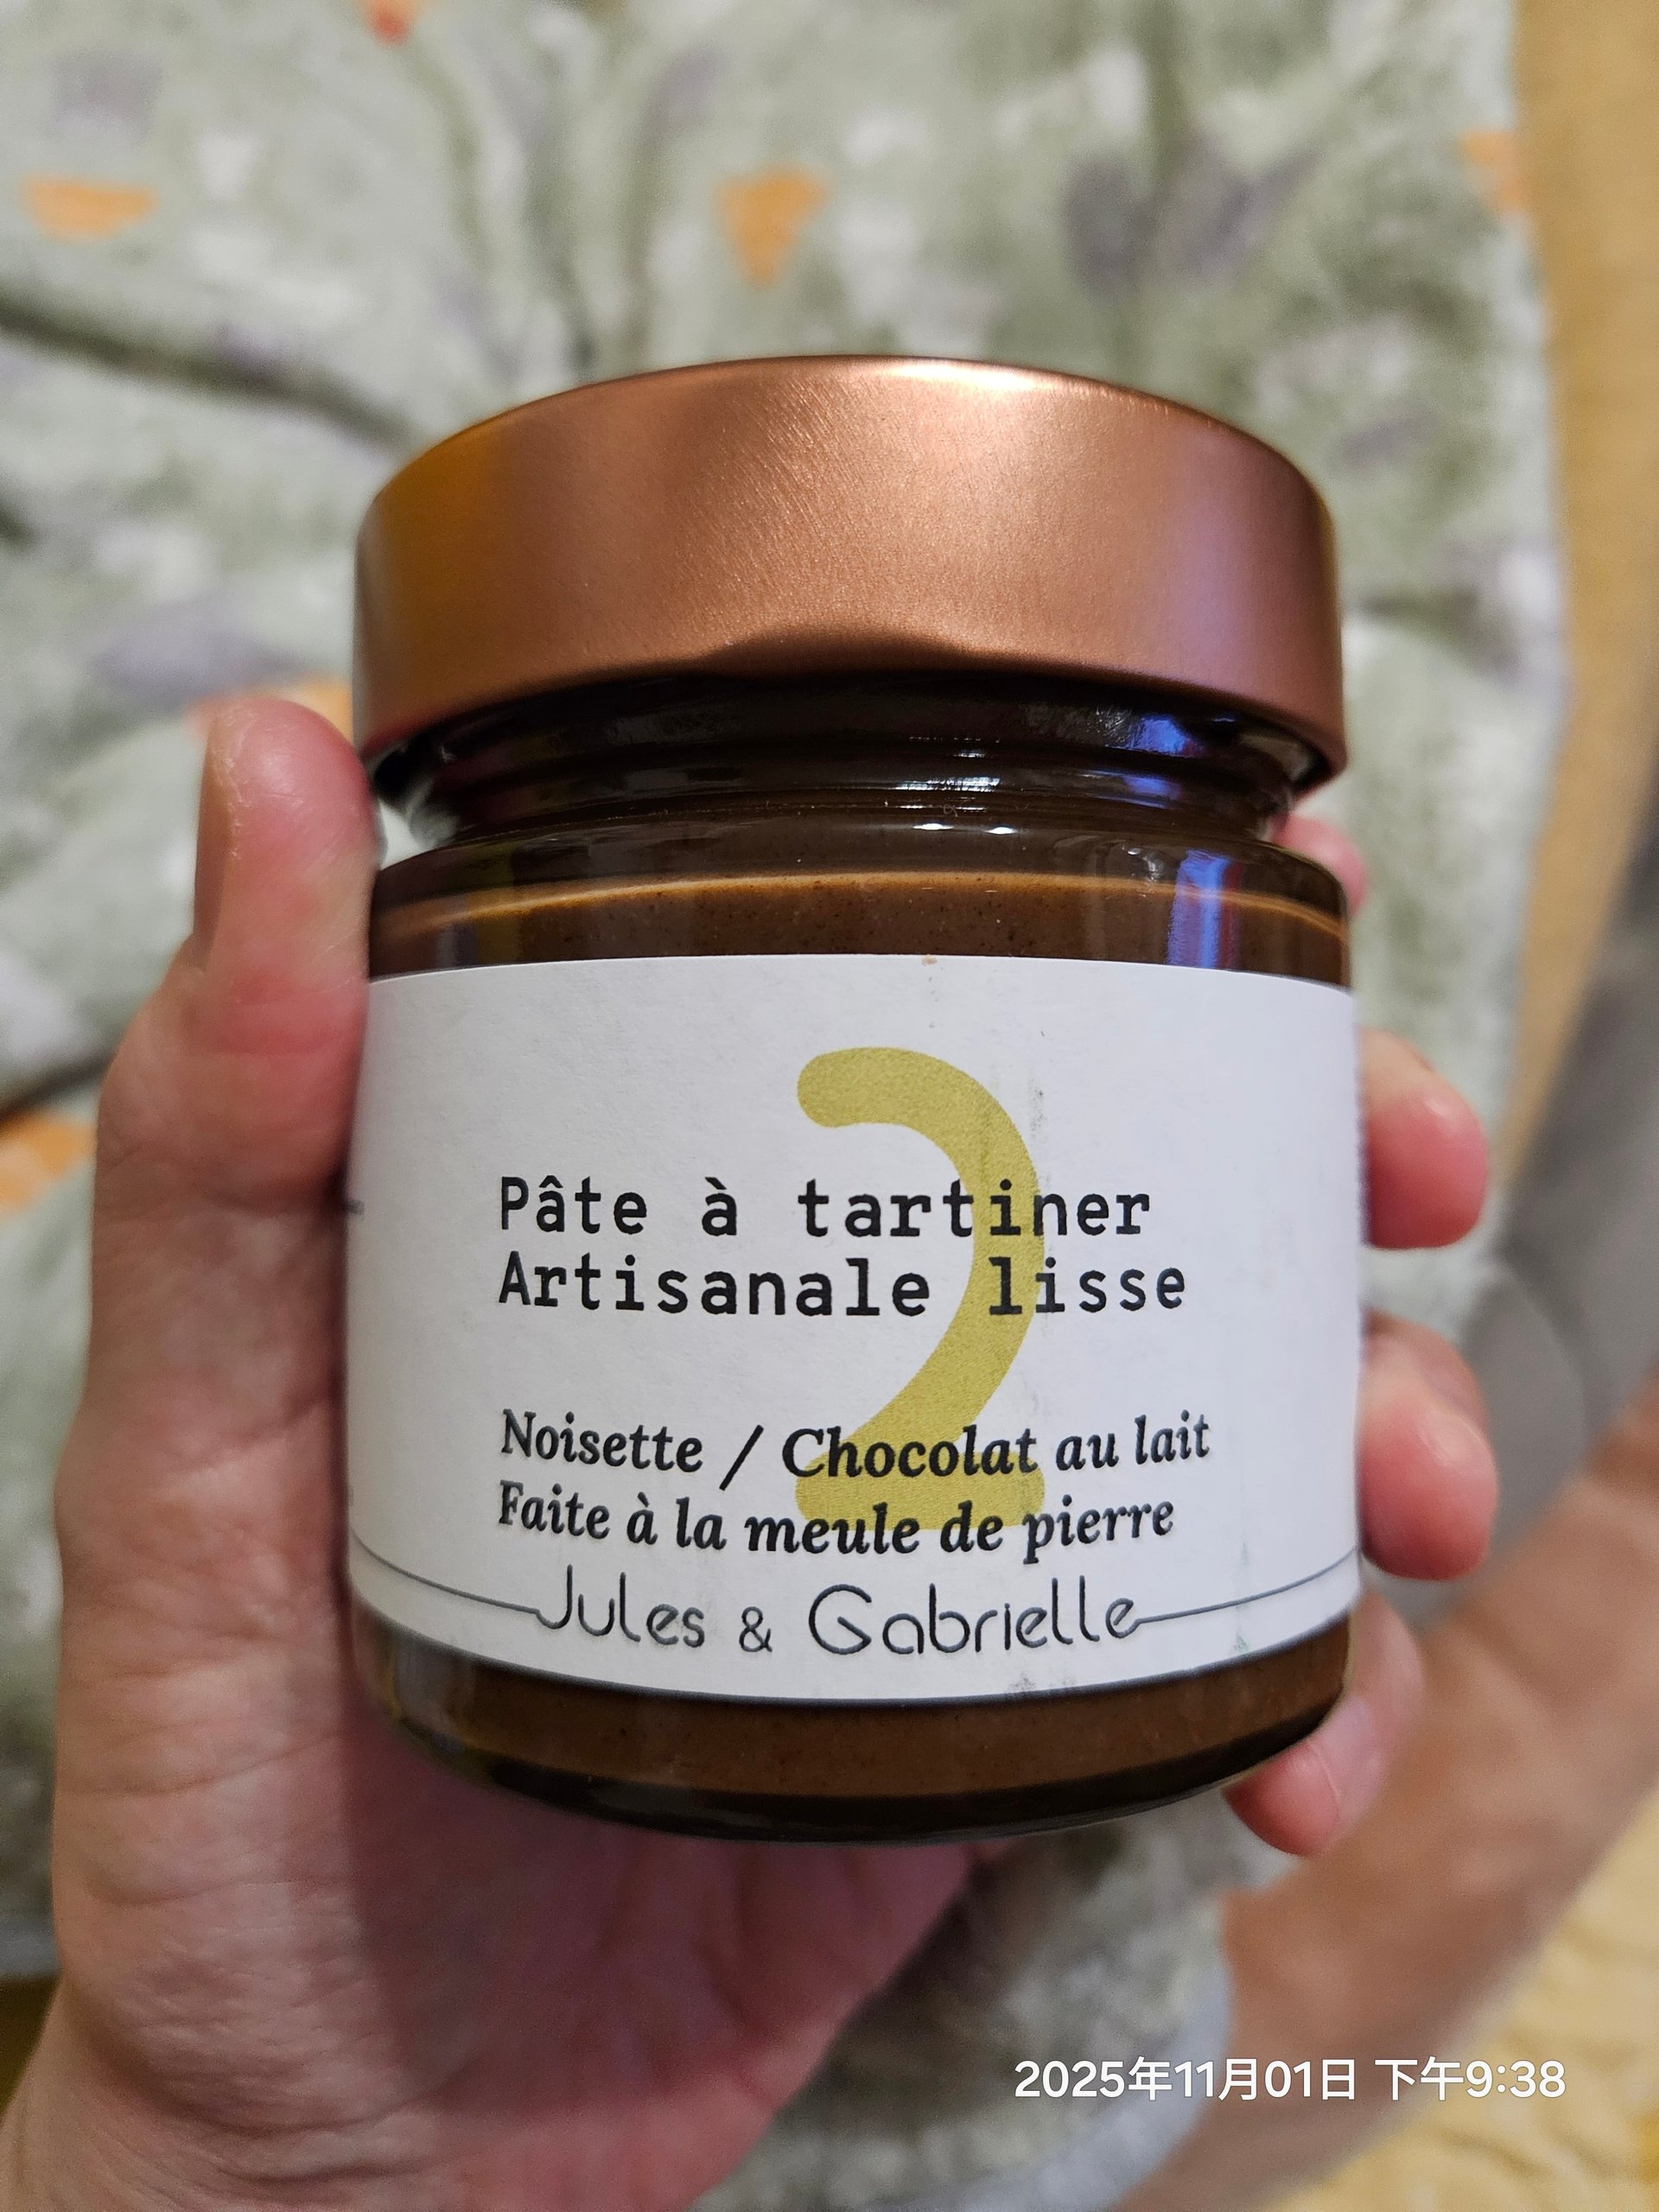 2
Pâte à tartiner
Artisanale lisse
Noisette / Chocolat au lait
Faite à la meule de pierre
Jules & Gabrielle
2025年11月01日 下午9:38